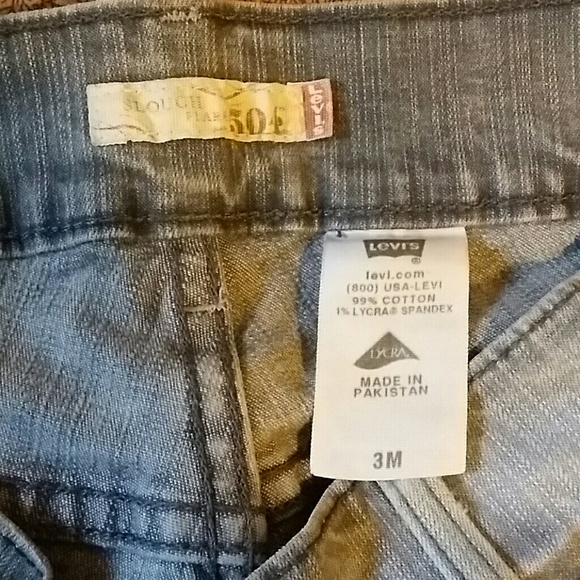 SLOUGH
FLARE 504
Levi's
LEVI'S
®
levi.com
(800) USA-LEVI
99% COTTON
1% LYCRA® SPANDEX
LYCRA
MADE IN
PAKISTAN
3M